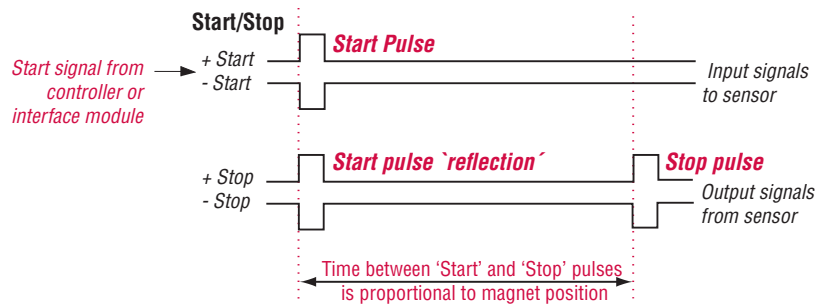 Start/Stop
Start Pulse
+ Start
- Start
Start signal from
controller or
interface module
Input signals
to sensor
Start pulse `reflection´
Stop pulse
+ Stop
- Stop
Output signals
from sensor
Time between ‘Start’ and ‘Stop’ pulses
is proportional to magnet position